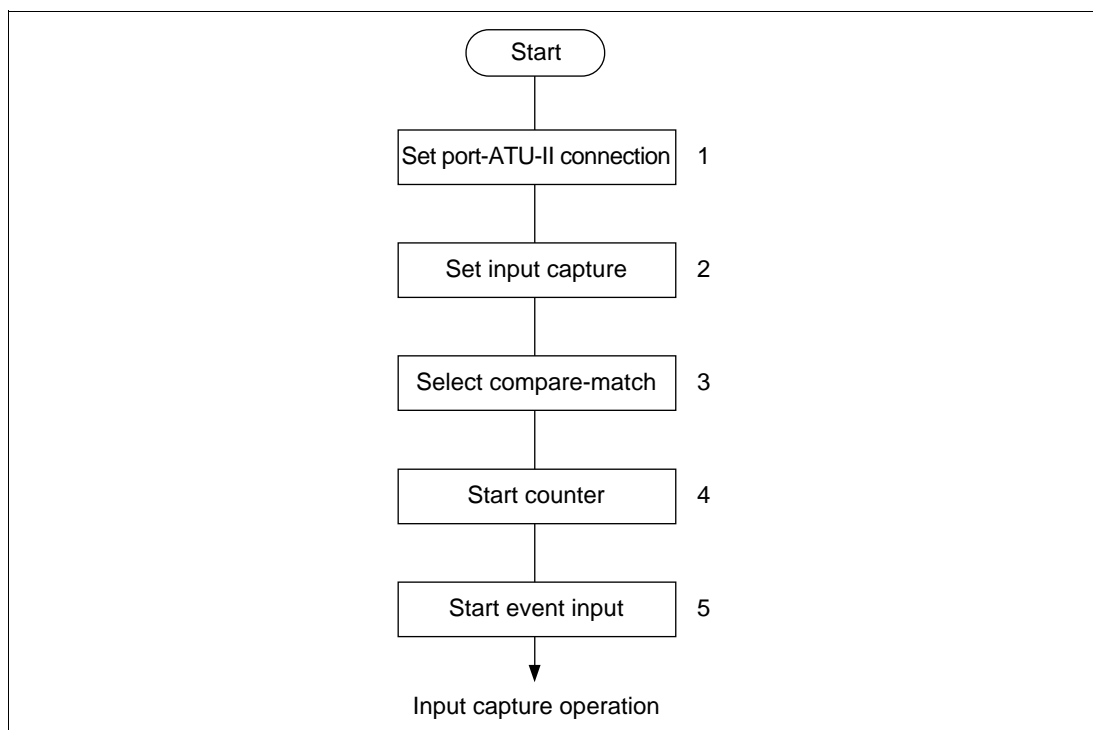 Start
Set port-ATU-II connection 1
Set input capture 2
Select compare-match 3
Start counter 4
Start event input 5
Input capture operation